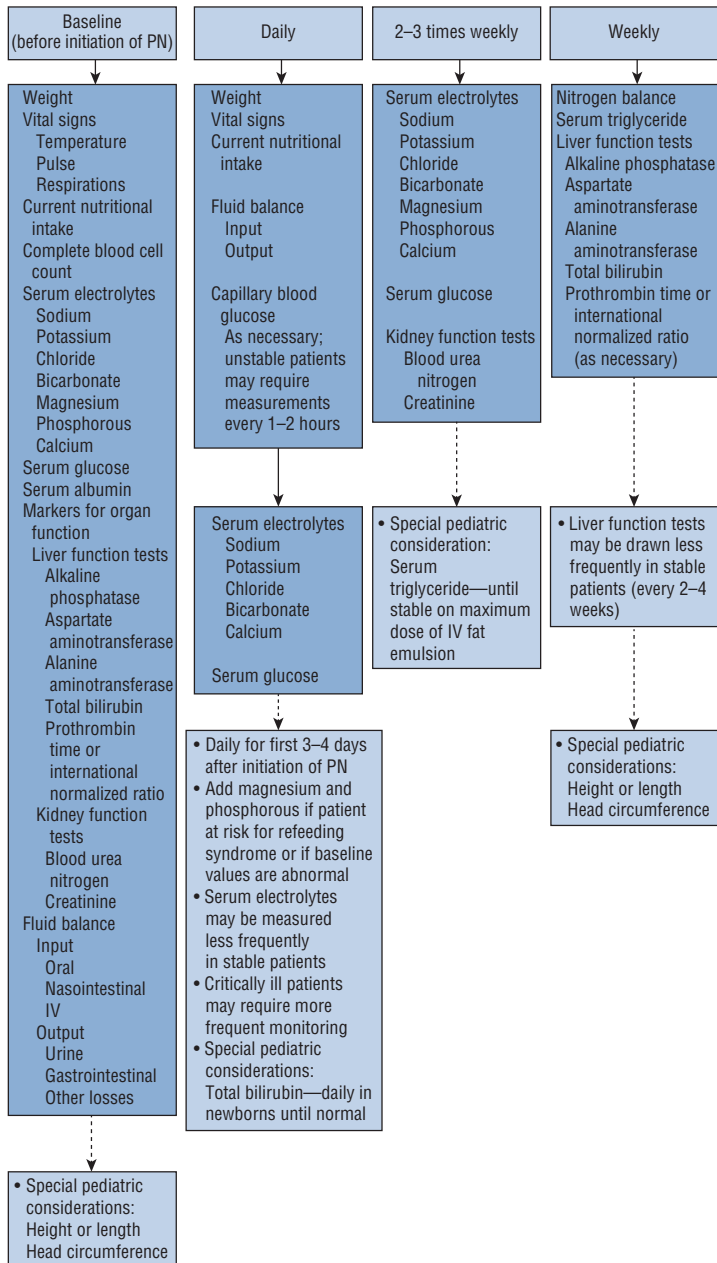 Baseline
(before initiation of PN)
Weight
Vital signs
Temperature
Pulse
Respirations
Current nutritional
intake
Complete blood cell
count
Serum electrolytes
Sodium
Potassium
Chloride
Bicarbonate
Magnesium
Phosphorous
Calcium
Serum glucose
Serum albumin
Markers for organ
function
Liver function tests
Alkaline
phosphatase
Aspartate
aminotransferase
Alanine
aminotransferase
Total bilirubin
Prothrombin
time or
international
normalized ratio
Kidney function
tests
Blood urea
nitrogen
Creatinine
Fluid balance
Input
Oral
Nasointestinal
IV
Output
Urine
Gastrointestinal
Other losses
• Special pediatric
considerations:
Height or length
Head circumference
Daily
Weight
Vital signs
Current nutritional
intake
Fluid balance
Input
Output
Capillary blood
glucose
As necessary;
unstable patients
may require
measurements
every 1–2 hours
Serum electrolytes
Sodium
Potassium
Chloride
Bicarbonate
Calcium
Serum glucose
• Daily for first 3–4 days
after initiation of PN
• Add magnesium and
phosphorous if patient
at risk for refeeding
syndrome or if baseline
values are abnormal
• Serum electrolytes
may be measured
less frequently
in stable patients
• Critically ill patients
may require more
frequent monitoring
• Special pediatric
considerations:
Total bilirubin—daily in
newborns until normal
2–3 times weekly
Serum electrolytes
Sodium
Potassium
Chloride
Bicarbonate
Magnesium
Phosphorous
Calcium
Serum glucose
Kidney function tests
Blood urea
nitrogen
Creatinine
• Special pediatric
consideration:
Serum
triglyceride—until
stable on maximum
dose of IV fat
emulsion
Weekly
Nitrogen balance
Serum triglyceride
Liver function tests
Alkaline phosphatase
Aspartate
aminotransferase
Alanine
aminotransferase
Total bilirubin
Prothrombin time or
international
normalized ratio
(as necessary)
• Liver function tests
may be drawn less
frequently in stable
patients (every 2–4
weeks)
• Special pediatric
considerations:
Height or length
Head circumference